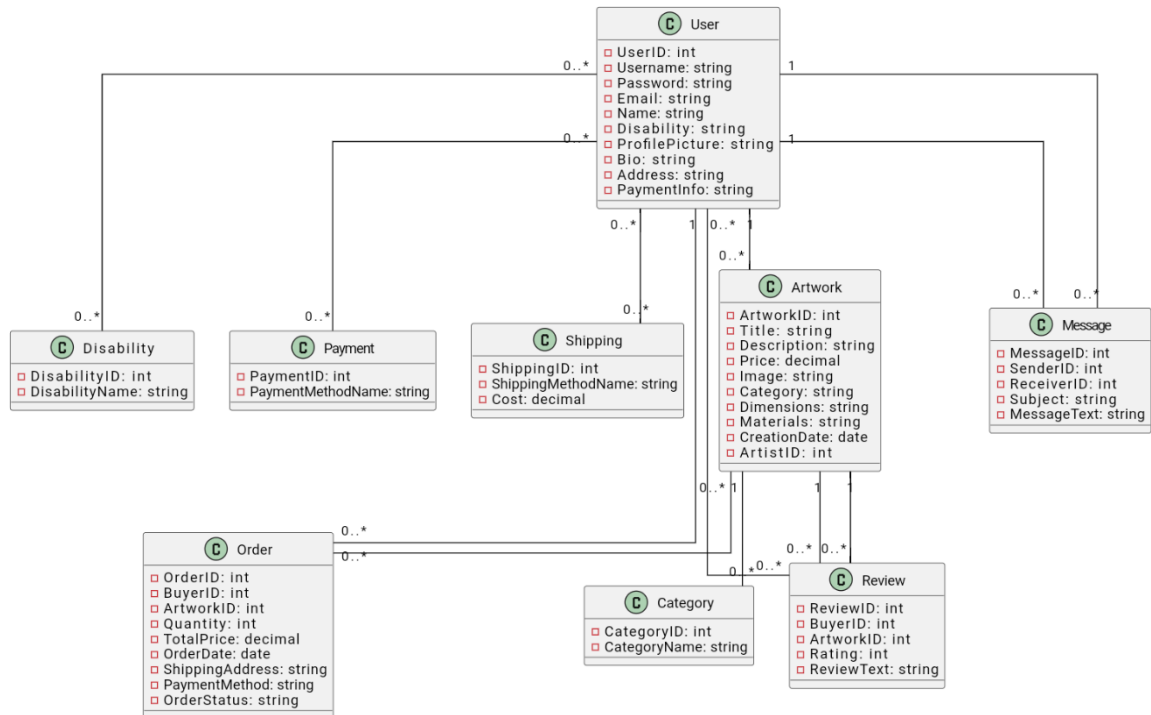 C User
UserID: int
Username: string
Password: string
Email: string
Name: string
Disability: string
ProfilePicture: string
Bio: string
Address: string
PaymentInfo: string
0..*
1
0..*
1
0..*
1
0..*
1
0..*
C Artwork
ArtworkID: int
Title: string
Description: string
Price: decimal
Image: string
Category: string
Dimensions: string
Materials: string
CreationDate: date
ArtistID: int
0..*
0..*
0..*
0..*
0..*
C Disability
DisabilityID: int
DisabilityName: string
C Payment
PaymentID: int
PaymentMethodName: string
C Shipping
ShippingID: int
ShippingMethodName: string
Cost: decimal
C Message
MessageID: int
SenderID: int
ReceiverID: int
Subject: string
MessageText: string
0..*
1
1
1
0..*
0..*
0..*
0..*
0..*
0..*
C Order
OrderID: int
BuyerID: int
ArtworkID: int
Quantity: int
TotalPrice: decimal
OrderDate: date
ShippingAddress: string
PaymentMethod: string
OrderStatus: string
C Category
CategoryID: int
CategoryName: string
C Review
ReviewID: int
BuyerID: int
ArtworkID: int
Rating: int
ReviewText: string